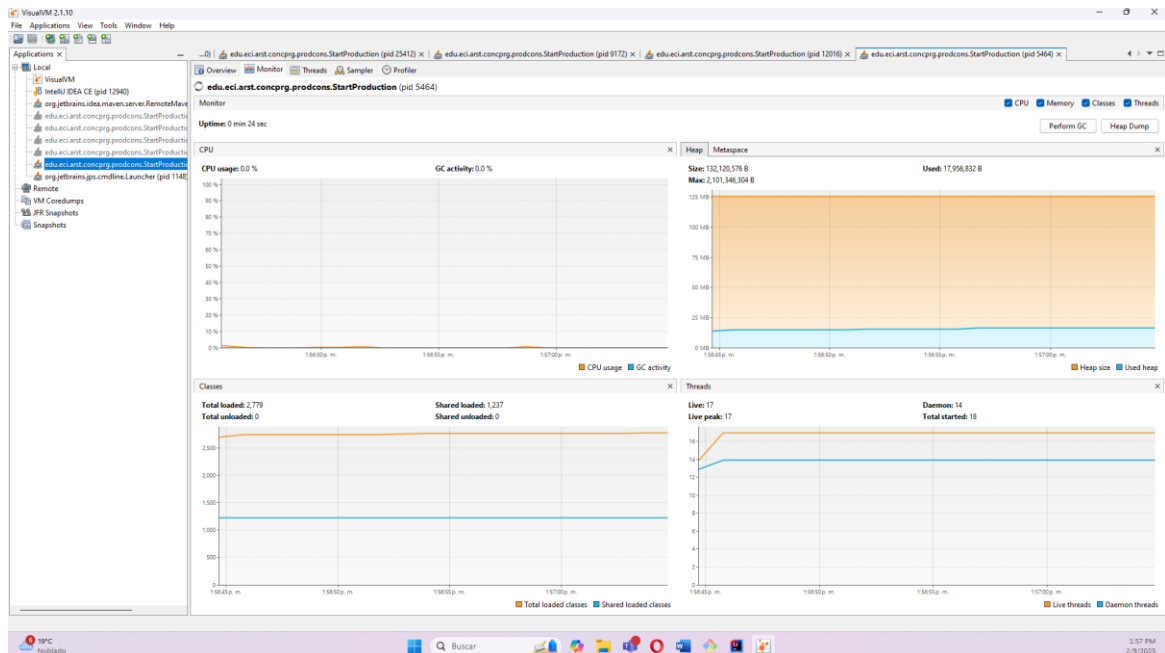 VisualVM 2.1.10
File Applications View Tools Window Help
Applications ×
Local
VisualVM
IntelliJ IDEA CE (pid 12940)
org.jetbrains.idea.maven.server.RemoteMave
edu.eci.arst.concprg.prodcons.StartProducti
edu.eci.arst.concprg.prodcons.StartProducti
edu.eci.arst.concprg.prodcons.StartProducti
edu.eci.arst.concprg.prodcons.StartProducti
org.jetbrains.jps.cmdline.Launcher (pid 1148
Remote
VM Coredumps
JFR Snapshots
Snapshots
...0) × edu.eci.arst.concprg.prodcons.StartProduction (pid 25412) × edu.eci.arst.concprg.prodcons.StartProduction (pid 9172) × edu.eci.arst.concprg.prodcons.StartProduction (pid 12016) × edu.eci.arst.concprg.prodcons.StartProduction (pid 5464) ×
Overview Monitor Threads Sampler Profiler
edu.eci.arst.concprg.prodcons.StartProduction (pid 5464)
Monitor CPU Memory Classes Threads
Uptime: 0 min 24 sec Perform GC Heap Dump
CPU ×
CPU usage: 0.0 % GC activity: 0.0 %
100 %
90 %
80 %
70 %
60 %
50 %
40 %
30 %
20 %
10 %
0 %
1:56:50 p. m. 1:56:55 p. m. 1:57:00 p. m.
CPU usage GC activity
Heap Metaspace ×
Size: 132,120,576 B Used: 17,956,832 B
Max: 2,101,346,304 B
125 MB
100 MB
75 MB
50 MB
25 MB
0 MB
1:56:45 p. m. 1:56:50 p. m. 1:56:55 p. m. 1:57:00 p. m.
Heap size Used heap
Classes ×
Total loaded: 2,779 Shared loaded: 1,237
Total unloaded: 0 Shared unloaded: 0
2,500
2,000
1,500
1,000
500
0
1:56:45 p. m. 1:56:50 p. m. 1:56:55 p. m. 1:57:00 p. m.
Total loaded classes Shared loaded classes
Threads ×
Live: 17 Daemon: 14
Live peak: 17 Total started: 18
16
14
12
10
8
6
4
2
0
1:56:45 p. m. 1:56:50 p. m. 1:56:55 p. m. 1:57:00 p. m.
Live threads Daemon threads
6
19°C
Nublado
Buscar
1:57 PM
2/9/2025